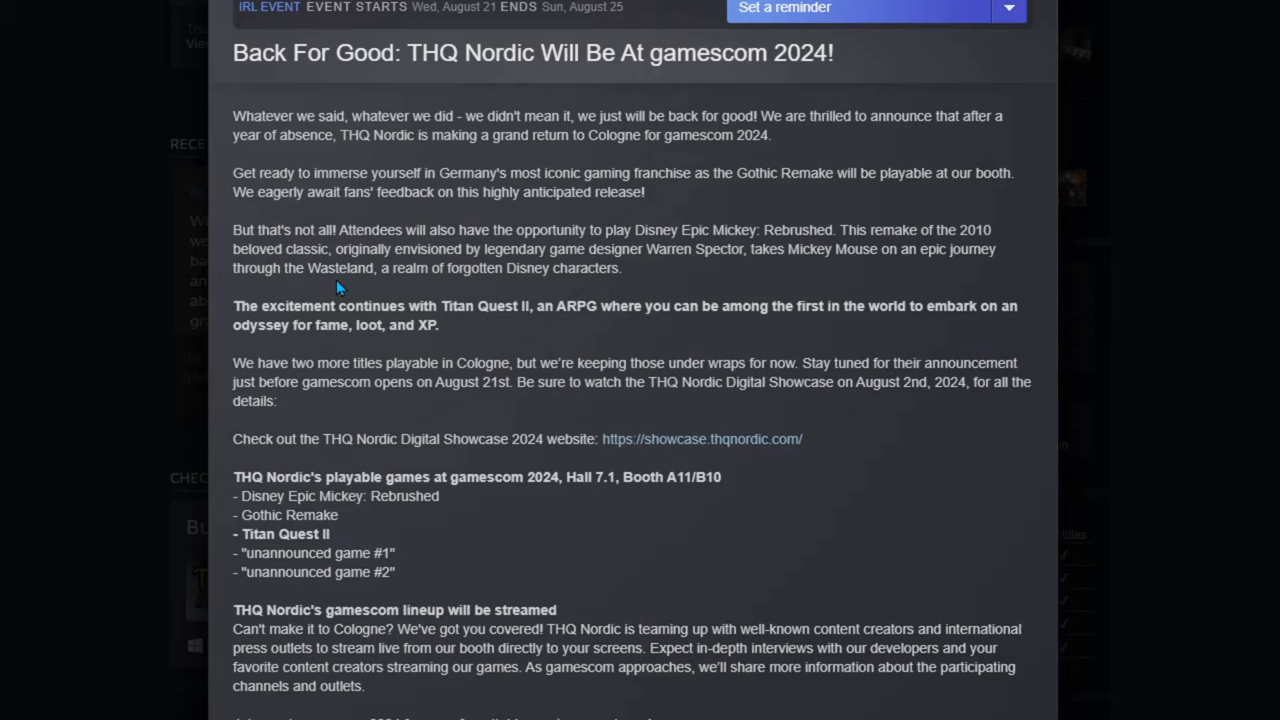 IRL EVENT EVENT STARTS Wed, August 21 ENDS Sun, August 25
Set a reminder
Back For Good: THQ Nordic Will Be At gamescom 2024!
Whatever we said, whatever we did - we didn't mean it, we just will be back for good! We are thrilled to announce that after a
year of absence, THQ Nordic is making a grand return to Cologne for gamescom 2024.
RECE
Get ready to immerse yourself in Germany's most iconic gaming franchise as the Gothic Remake will be playable at our booth.
We eagerly await fans' feedback on this highly anticipated release!
But that's not all! Attendees will also have the opportunity to play Disney Epic Mickey: Rebrushed. This remake of the 2010
beloved classic, originally envisioned by legendary game designer Warren Spector, takes Mickey Mouse on an epic journey
through the Wasteland, a realm of forgotten Disney characters.
The excitement continues with Titan Quest II, an ARPG where you can be among the first in the world to embark on an
odyssey for fame, loot, and XP.
We have two more titles playable in Cologne, but we're keeping those under wraps for now. Stay tuned for their announcement
just before gamescom opens on August 21st. Be sure to watch the THQ Nordic Digital Showcase on August 2nd, 2024, for all the
details:
Check out the THQ Nordic Digital Showcase 2024 website: https://showcase.thqnordic.com/
CHEC
THQ Nordic's playable games at gamescom 2024, Hall 7.1, Booth A11/B10
- Disney Epic Mickey: Rebrushed
- Gothic Remake
- Titan Quest II
- "unannounced game #1"
- "unannounced game #2"
THQ Nordic's gamescom lineup will be streamed
Can't make it to Cologne? We've got you covered! THQ Nordic is teaming up with well-known content creators and international
press outlets to stream live from our booth directly to your screens. Expect in-depth interviews with our developers and your
favorite content creators streaming our games. As gamescom approaches, we'll share more information about the participating
channels and outlets.